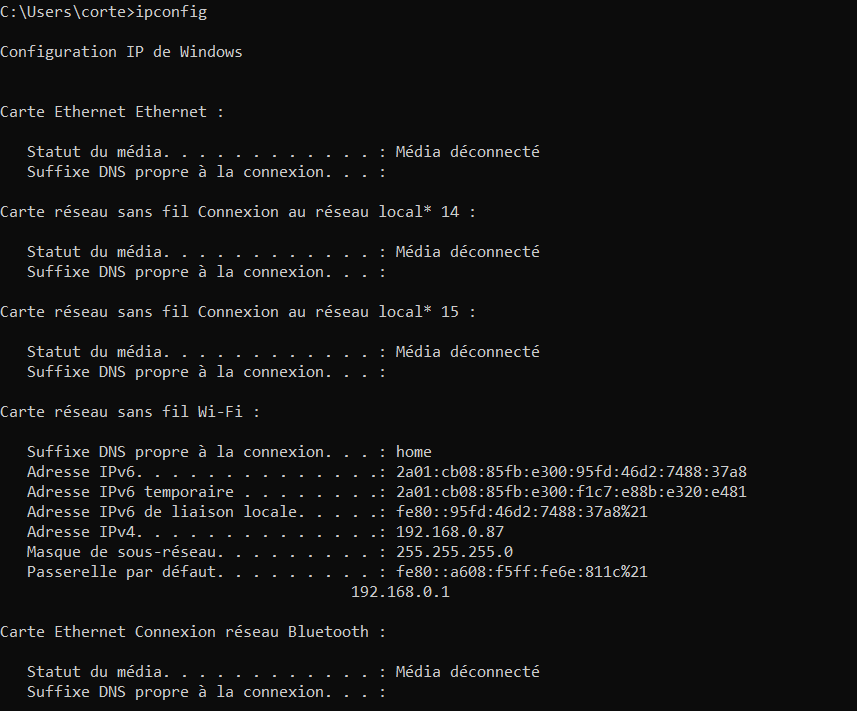 C:\Users\corte>ipconfig
Configuration IP de Windows
Carte Ethernet Ethernet :
Statut du média. . . . . . . . . . . . : Média déconnecté
Suffixe DNS propre à la connexion. . . :
Carte réseau sans fil Connexion au réseau local* 14 :
Statut du média. . . . . . . . . . . . : Média déconnecté
Suffixe DNS propre à la connexion. . . :
Carte réseau sans fil Connexion au réseau local* 15 :
Statut du média. . . . . . . . . . . . : Média déconnecté
Suffixe DNS propre à la connexion. . . :
Carte réseau sans fil Wi-Fi :
Suffixe DNS propre à la connexion. . . : home
Adresse IPv6. . . . . . . . . . . . . .: 2a01:cb08:85fb:e300:95fd:46d2:7488:37a8
Adresse IPv6 temporaire . . . . . . . .: 2a01:cb08:85fb:e300:f1c7:e88b:e320:e481
Adresse IPv6 de liaison locale. . . . .: fe80::95fd:46d2:7488:37a8%21
Adresse IPv4. . . . . . . . . . . . . .: 192.168.0.87
Masque de sous-réseau. . . . . . . . . : 255.255.255.0
Passerelle par défaut. . . . . . . . . : fe80::a608:f5ff:fe6e:811c%21
192.168.0.1
Carte Ethernet Connexion réseau Bluetooth :
Statut du média. . . . . . . . . . . . : Média déconnecté
Suffixe DNS propre à la connexion. . . :